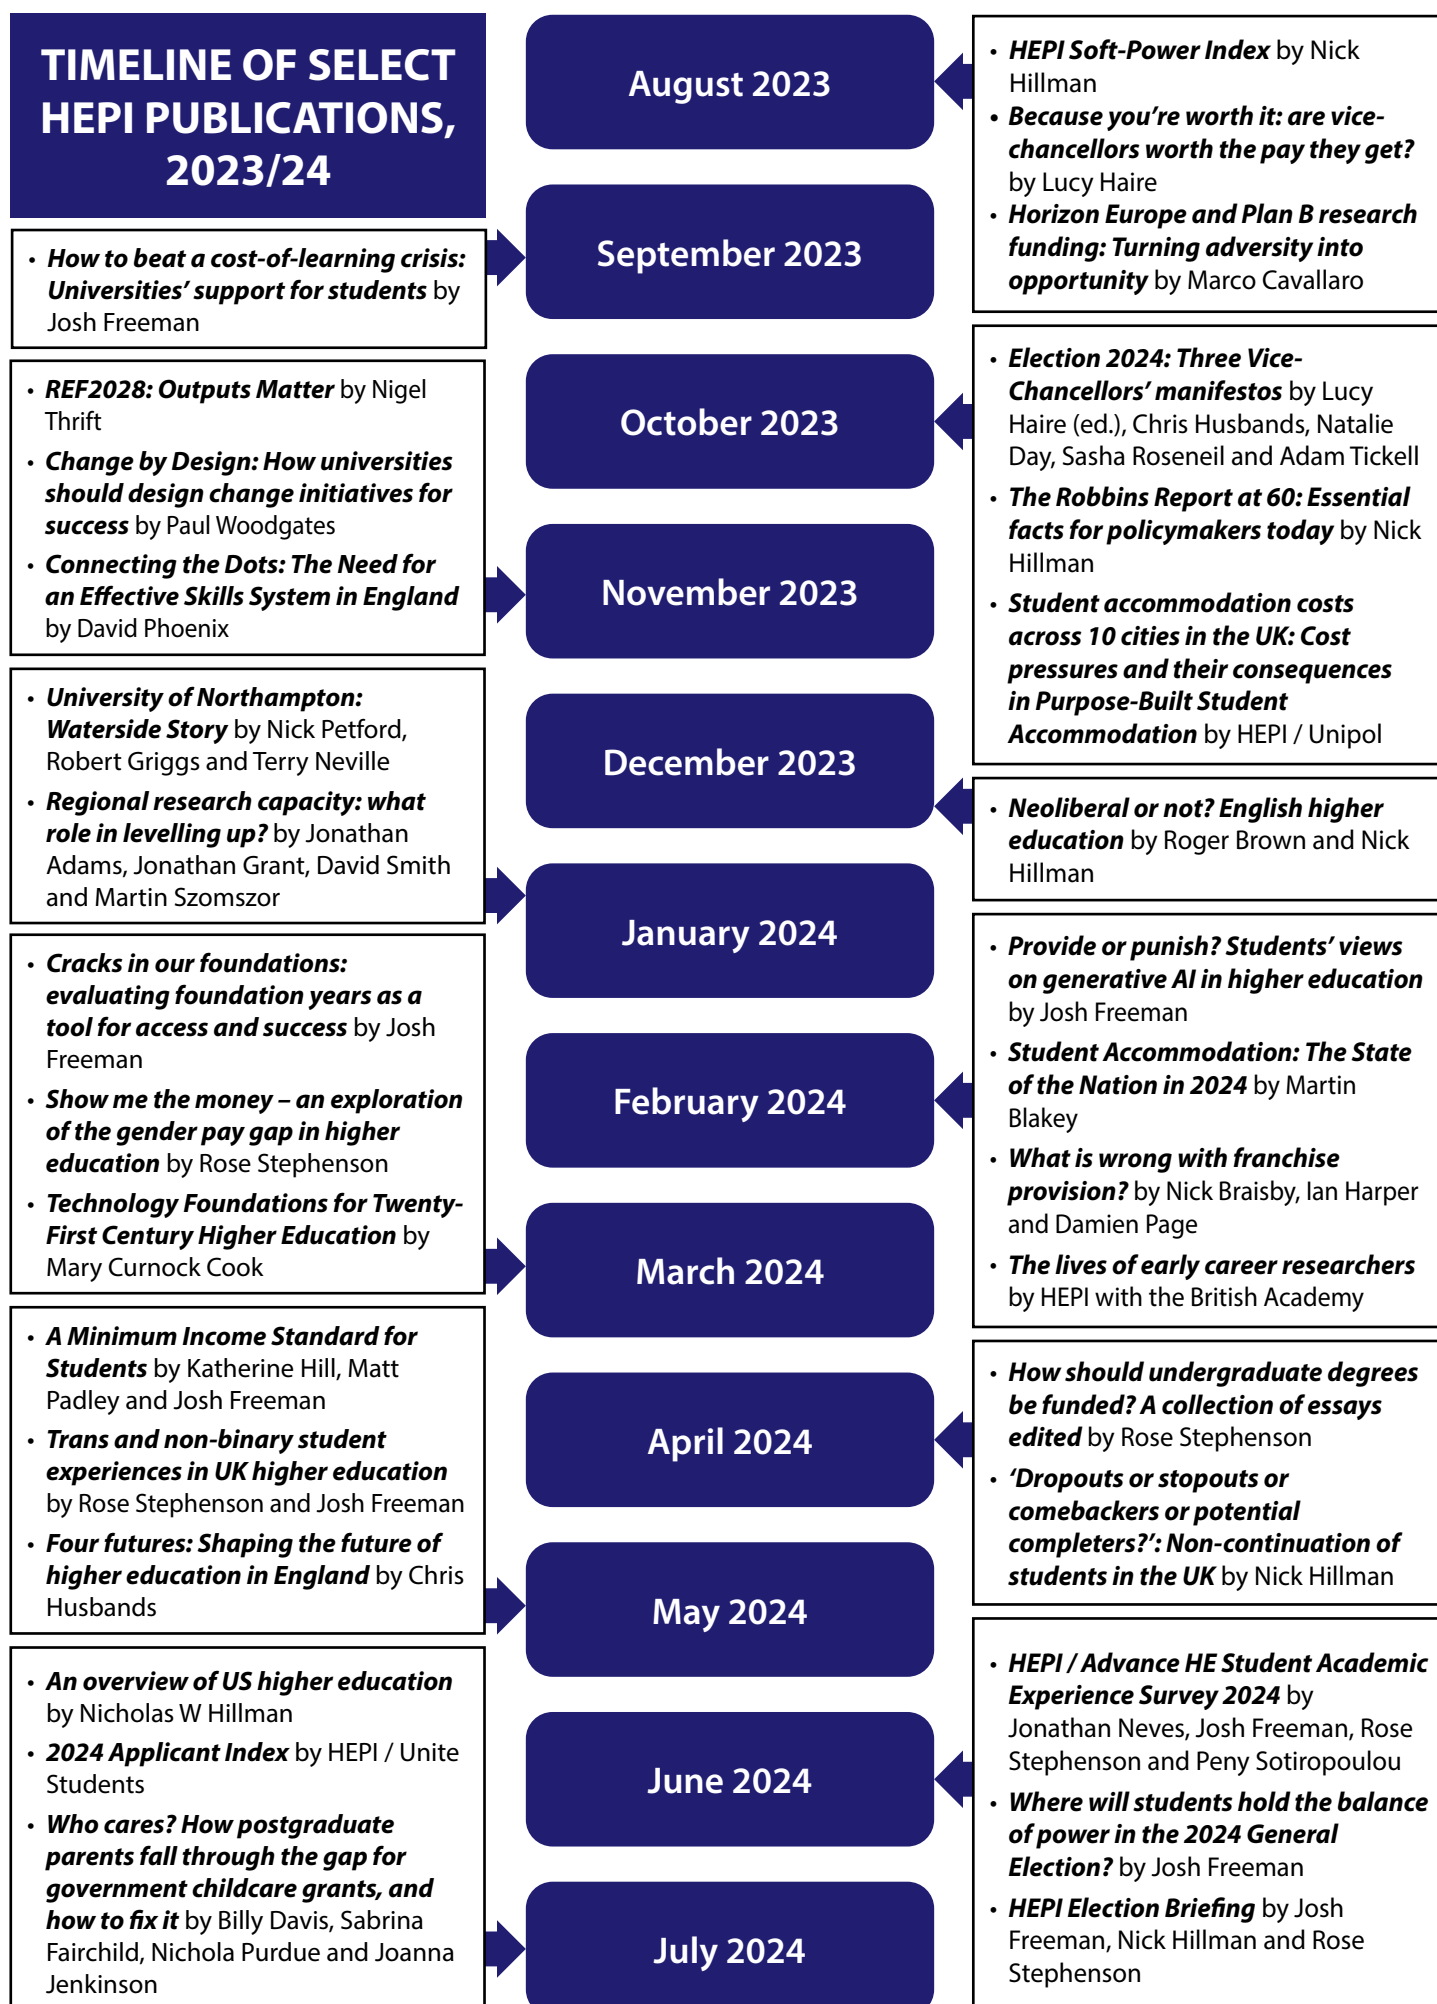 TIMELINE OF SELECT
HEPI PUBLICATIONS,
2023/24
August 2023
• HEPI Soft-Power Index by Nick
Hillman
• Because you’re worth it: are vice-
chancellors worth the pay they get?
by Lucy Haire
• Horizon Europe and Plan B research
funding: Turning adversity into
opportunity by Marco Cavallaro
September 2023
• How to beat a cost-of-learning crisis:
Universities’ support for students by
Josh Freeman
October 2023
• Election 2024: Three Vice-
Chancellors’ manifestos by Lucy
Haire (ed.), Chris Husbands, Natalie
Day, Sasha Roseneil and Adam Tickell
• The Robbins Report at 60: Essential
facts for policymakers today by Nick
Hillman
• Student accommodation costs
across 10 cities in the UK: Cost
pressures and their consequences
in Purpose-Built Student
Accommodation by HEPI / Unipol
November 2023
• REF2028: Outputs Matter by Nigel
Thrift
• Change by Design: How universities
should design change initiatives for
success by Paul Woodgates
• Connecting the Dots: The Need for
an Effective Skills System in England
by David Phoenix
December 2023
• Neoliberal or not? English higher
education by Roger Brown and Nick
Hillman
January 2024
• University of Northampton:
Waterside Story by Nick Petford,
Robert Griggs and Terry Neville
• Regional research capacity: what
role in levelling up? by Jonathan
Adams, Jonathan Grant, David Smith
and Martin Szomszor
February 2024
• Provide or punish? Students’ views
on generative AI in higher education
by Josh Freeman
• Student Accommodation: The State
of the Nation in 2024 by Martin
Blakey
• What is wrong with franchise
provision? by Nick Braisby, Ian Harper
and Damien Page
• The lives of early career researchers
by HEPI with the British Academy
March 2024
• Cracks in our foundations:
evaluating foundation years as a
tool for access and success by Josh
Freeman
• Show me the money – an exploration
of the gender pay gap in higher
education by Rose Stephenson
• Technology Foundations for Twenty-
First Century Higher Education by
Mary Curnock Cook
April 2024
• How should undergraduate degrees
be funded? A collection of essays
edited by Rose Stephenson
• ‘Dropouts or stopouts or
comebackers or potential
completers?’: Non-continuation of
students in the UK by Nick Hillman
May 2024
• A Minimum Income Standard for
Students by Katherine Hill, Matt
Padley and Josh Freeman
• Trans and non-binary student
experiences in UK higher education
by Rose Stephenson and Josh Freeman
• Four futures: Shaping the future of
higher education in England by Chris
Husbands
June 2024
• HEPI / Advance HE Student Academic
Experience Survey 2024 by
Jonathan Neves, Josh Freeman, Rose
Stephenson and Peny Sotiropoulou
• Where will students hold the balance
of power in the 2024 General
Election? by Josh Freeman
• HEPI Election Briefing by Josh
Freeman, Nick Hillman and Rose
Stephenson
July 2024
• An overview of US higher education
by Nicholas W Hillman
• 2024 Applicant Index by HEPI / Unite
Students
• Who cares? How postgraduate
parents fall through the gap for
government childcare grants, and
how to fix it by Billy Davis, Sabrina
Fairchild, Nichola Purdue and Joanna
Jenkinson